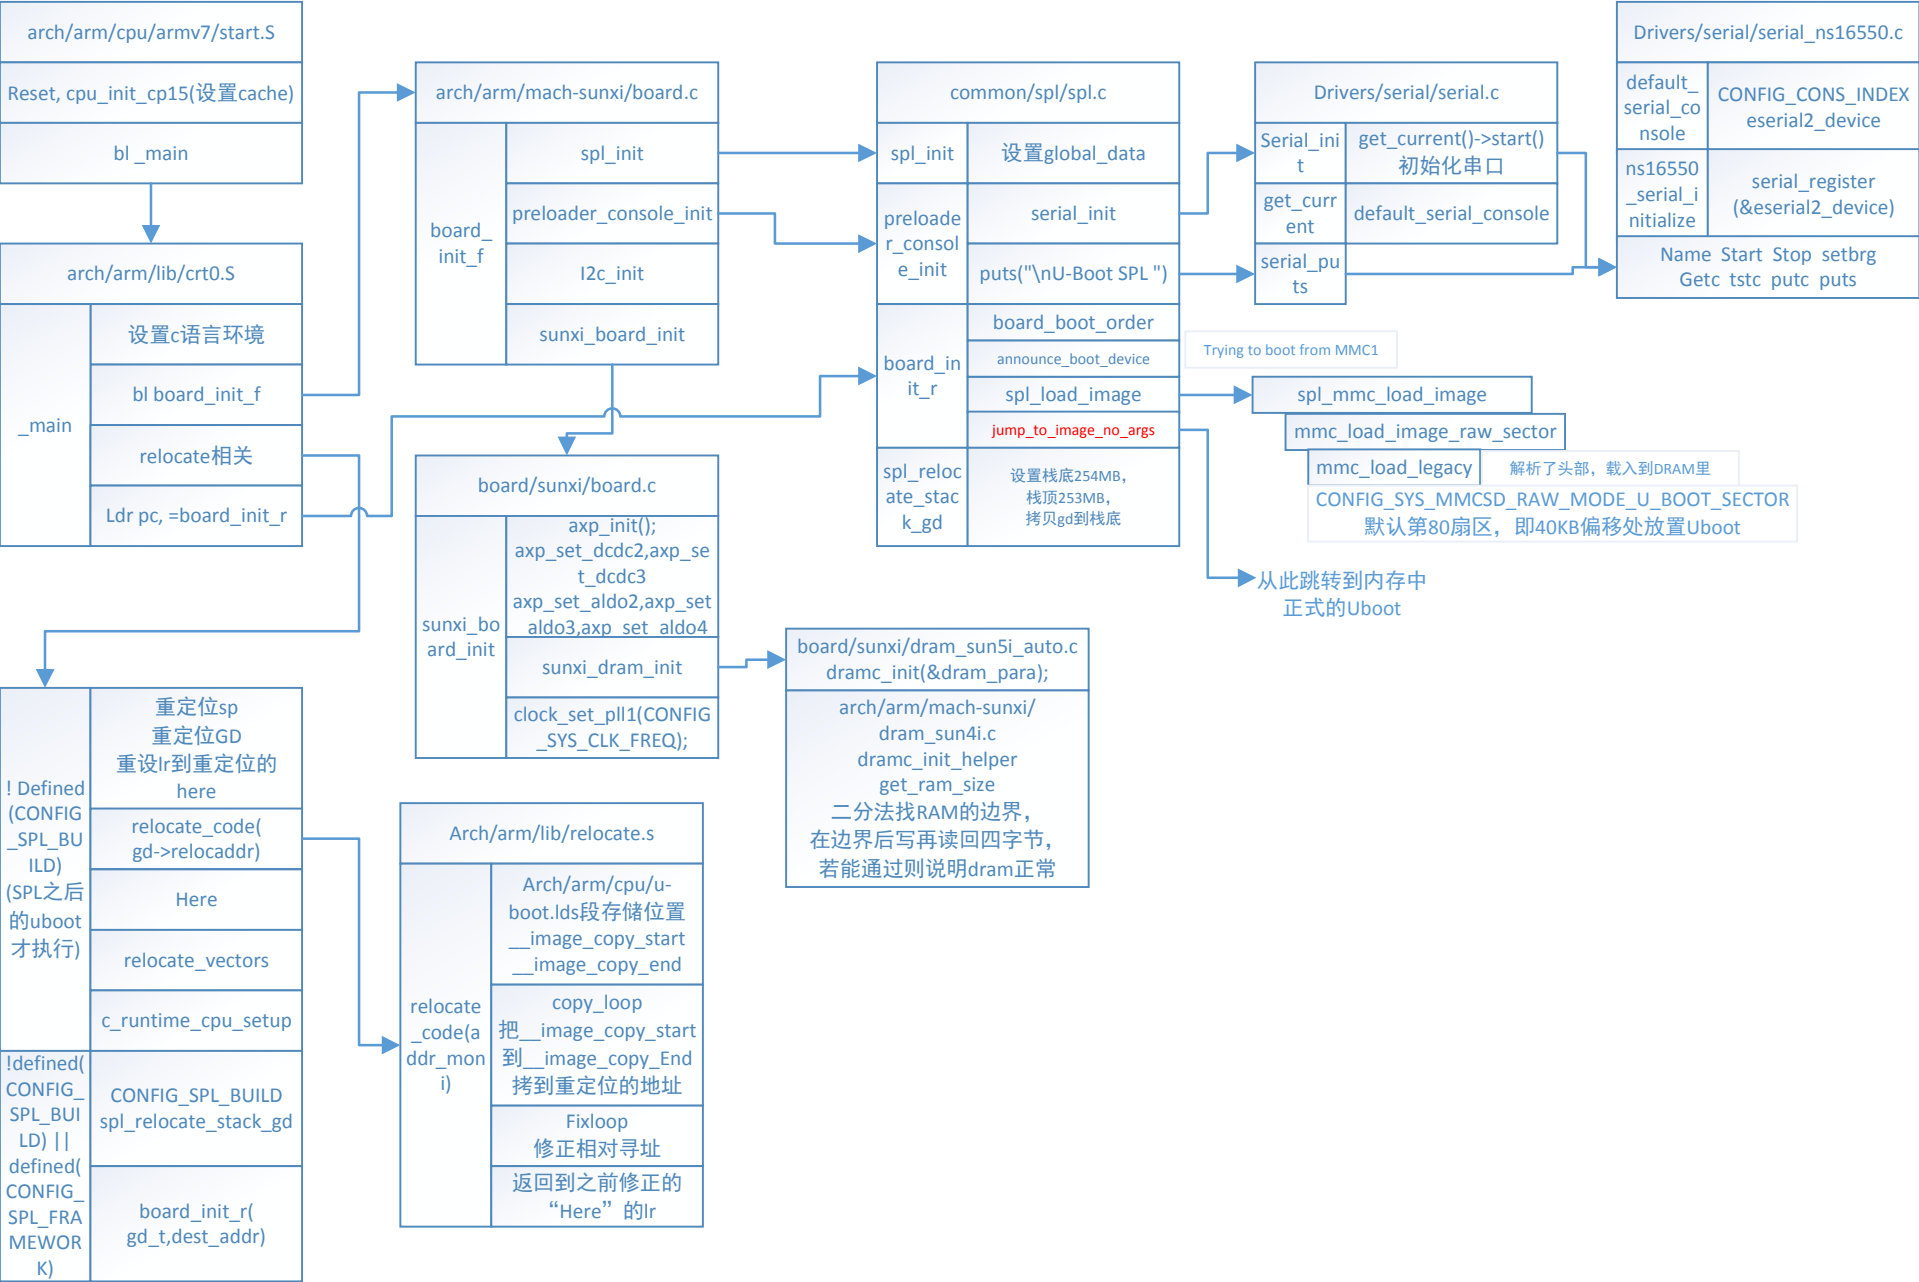 arch/arm/cpu/armv7/start.S
Reset, cpu_init_cp15(设置cache)
bl _main
arch/arm/lib/crt0.S
_main
设置c语言环境
bl board_init_f
relocate相关
Ldr pc, =board_init_r
! Defined
(CONFIG
_SPL_BU
ILD)
(SPL之后
的uboot
才执行)
重定位sp
重定位GD
重设lr到重定位的
here
relocate_code(
gd->relocaddr)
Here
relocate_vectors
c_runtime_cpu_setup
!defined(
CONFIG_
SPL_BUI
LD) ||
defined(
CONFIG_
SPL_FRA
MEWOR
K)
CONFIG_SPL_BUILD
spl_relocate_stack_gd
board_init_r(
gd_t,dest_addr)
arch/arm/mach-sunxi/board.c
board_
init_f
spl_init
preloader_console_init
I2c_init
sunxi_board_init
board/sunxi/board.c
sunxi_bo
ard_init
axp_init();
axp_set_dcdc2,axp_se
t_dcdc3
axp_set_aldo2,axp_set
aldo3,axp_set_aldo4
sunxi_dram_init
clock_set_pll1(CONFIG
_SYS_CLK_FREQ);
Arch/arm/lib/relocate.s
relocate
_code(a
ddr_mon
i)
Arch/arm/cpu/u-
boot.lds段存储位置
__image_copy_start
__image_copy_end
copy_loop
把__image_copy_start
到__image_copy_End
拷到重定位的地址
Fixloop
修正相对寻址
返回到之前修正的
“Here”的lr
board/sunxi/dram_sun5i_auto.c
dramc_init(&dram_para);
arch/arm/mach-sunxi/
dram_sun4i.c
dramc_init_helper
get_ram_size
二分法找RAM的边界，
在边界后写再读回四字节，
若能通过则说明dram正常
common/spl/spl.c
spl_init
设置global_data
preloade
r_consol
e_init
serial_init
puts("\nU-Boot SPL ")
board_in
it_r
board_boot_order
announce_boot_device
spl_load_image
jump_to_image_no_args
spl_reloc
ate_stac
k_gd
设置栈底254MB，
栈顶253MB，
拷贝gd到栈底
Drivers/serial/serial.c
Serial_ini
t
get_current()->start()
初始化串口
get_curr
ent
default_serial_console
serial_pu
ts
Trying to boot from MMC1
spl_mmc_load_image
mmc_load_image_raw_sector
mmc_load_legacy
解析了头部，载入到DRAM里
CONFIG_SYS_MMCSD_RAW_MODE_U_BOOT_SECTOR
默认第80扇区，即40KB偏移处放置Uboot
从此跳转到内存中
正式的Uboot
Drivers/serial/serial_ns16550.c
default_
serial_co
nsole
CONFIG_CONS_INDEX
eserial2_device
ns16550
_serial_i
nitialize
serial_register
(&eserial2_device)
Name Start Stop setbrg
Getc tstc putc puts